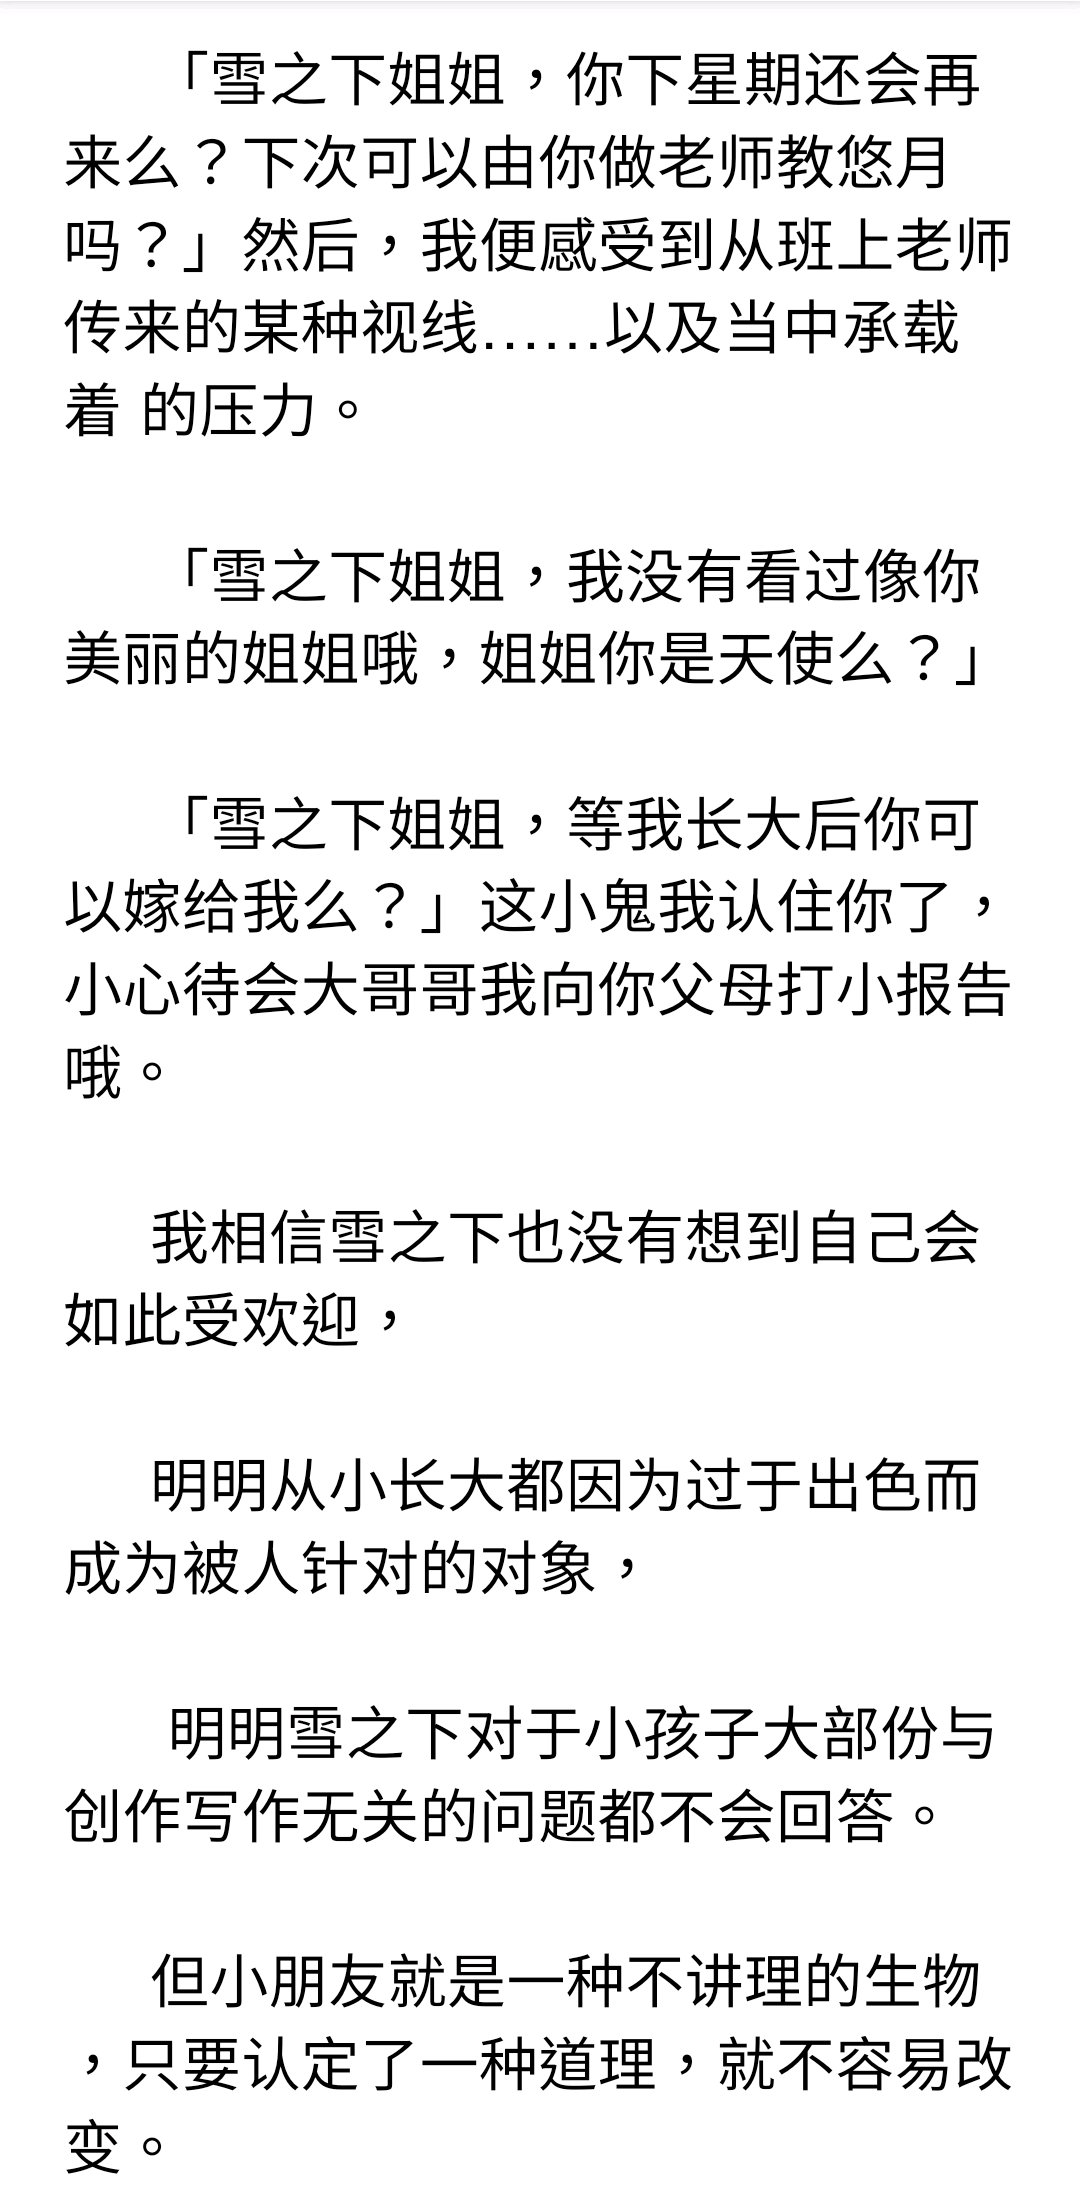 「雪之下姐姐，你下星期还会再
来么？下次可以由你做老师教悠月
吗？」然后，我便感受到从班上老师
传来的某种视线……以及当中承载
着 的压力。
「雪之下姐姐，我没有看过像你
美丽的姐姐哦，姐姐你是天使么？」
「雪之下姐姐，等我长大后你可
以嫁给我么？」这小鬼我认住你了，
小心待会大哥哥我向你父母打小报告
哦。
我相信雪之下也没有想到自己会
如此受欢迎，
明明从小长大都因为过于出色而
成为被人针对的对象，
明明雪之下对于小孩子大部份与
创作写作无关的问题都不会回答。
但小朋友就是一种不讲理的生物
，只要认定了一种道理，就不容易改
变。